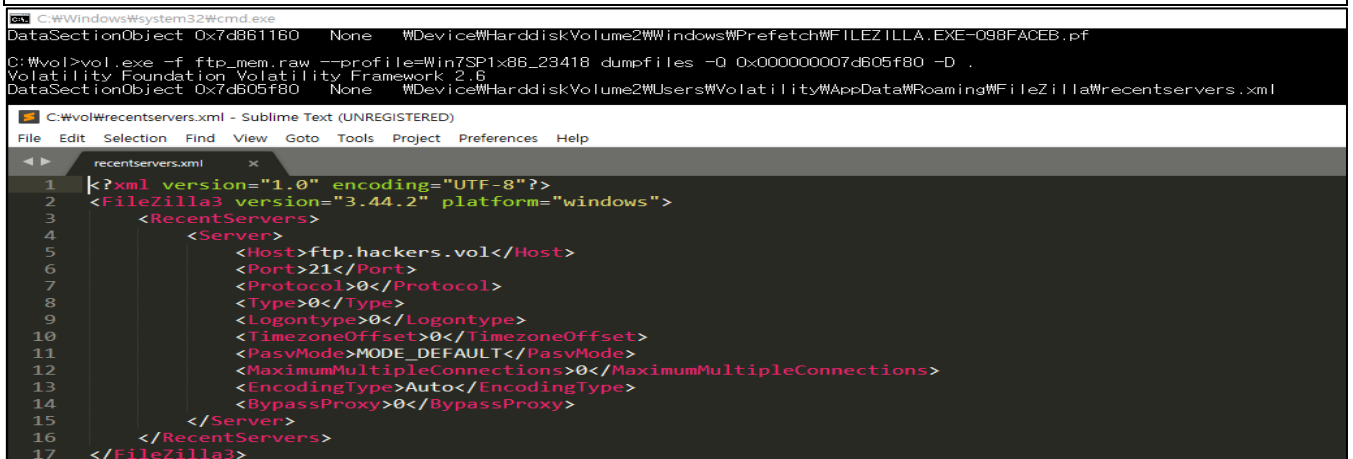 C:₩Windows₩system32₩cmd.exe
DataSectionObject 0x7d861160   None   ₩Device₩HarddiskVolume2₩Windows₩Prefetch₩FILEZILLA.EXE-098FACEB.pf
C:₩vol>vol.exe -f ftp_mem.raw --profile=Win7SP1x86_23418 dumpfiles -Q 0x000000007d605f80 -D .
Volatility Foundation Volatility Framework 2.6
DataSectionObject 0x7d605f80   None   ₩Device₩HarddiskVolume2₩Users₩Volatility₩AppData₩Roaming₩FileZilla₩recentservers.xml
C:₩vol₩recentservers.xml - Sublime Text (UNREGISTERED)
File Edit Selection Find View Goto Tools Project Preferences Help
recentservers.xml ×
1 <?xml version="1.0" encoding="UTF-8"?>
2 <FileZilla3 version="3.44.2" platform="windows">
3 <RecentServers>
4 <Server>
5 <Host>ftp.hackers.vol</Host>
6 <Port>21</Port>
7 <Protocol>0</Protocol>
8 <Type>0</Type>
9 <Logontype>0</Logontype>
10 <TimezoneOffset>0</TimezoneOffset>
11 <PasvMode>MODE_DEFAULT</PasvMode>
12 <MaximumMultipleConnections>0</MaximumMultipleConnections>
13 <EncodingType>Auto</EncodingType>
14 <BypassProxy>0</BypassProxy>
15 </Server>
16 </RecentServers>
17 </FileZilla3>